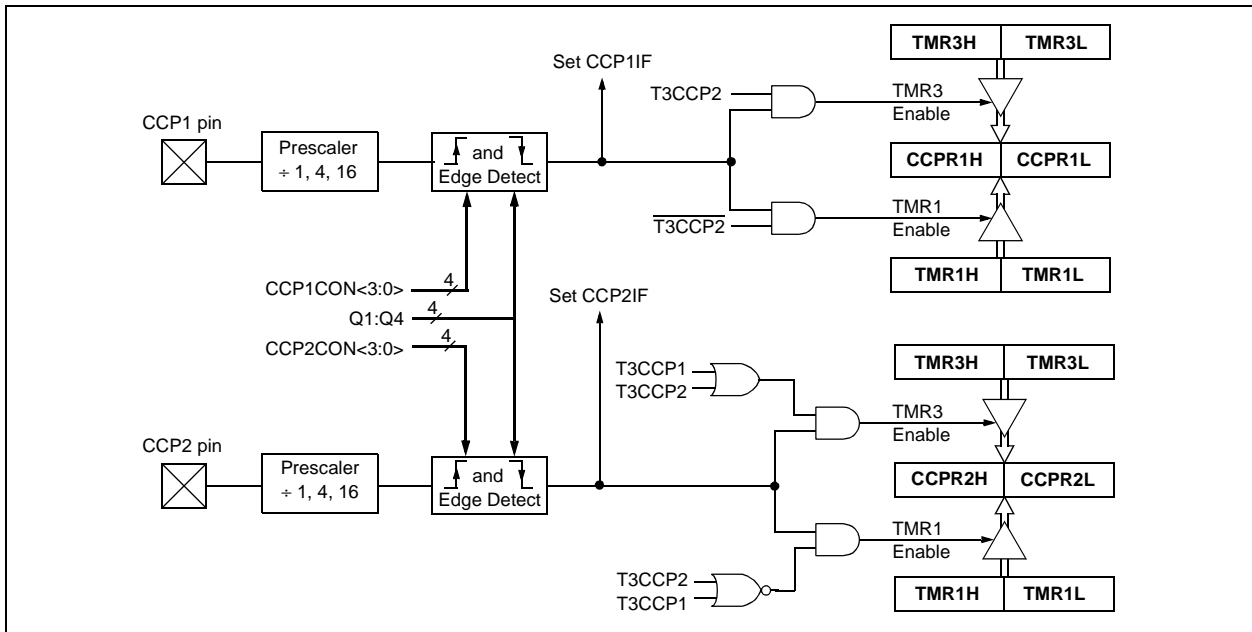 TMR3H TMR3L
Set CCP1IF
T3CCP2
TMR3
Enable
CCP1 pin
Prescaler
÷ 1, 4, 16
and
Edge Detect
CCPR1H CCPR1L
T3CCP2
TMR1
Enable
TMR1H TMR1L
CCP1CON<3:0> 4
Q1:Q4 4
CCP2CON<3:0> 4
Set CCP2IF
TMR3H TMR3L
T3CCP1
T3CCP2
TMR3
Enable
CCP2 pin
Prescaler
÷ 1, 4, 16
and
Edge Detect
CCPR2H CCPR2L
TMR1
Enable
T3CCP2
T3CCP1
TMR1H TMR1L